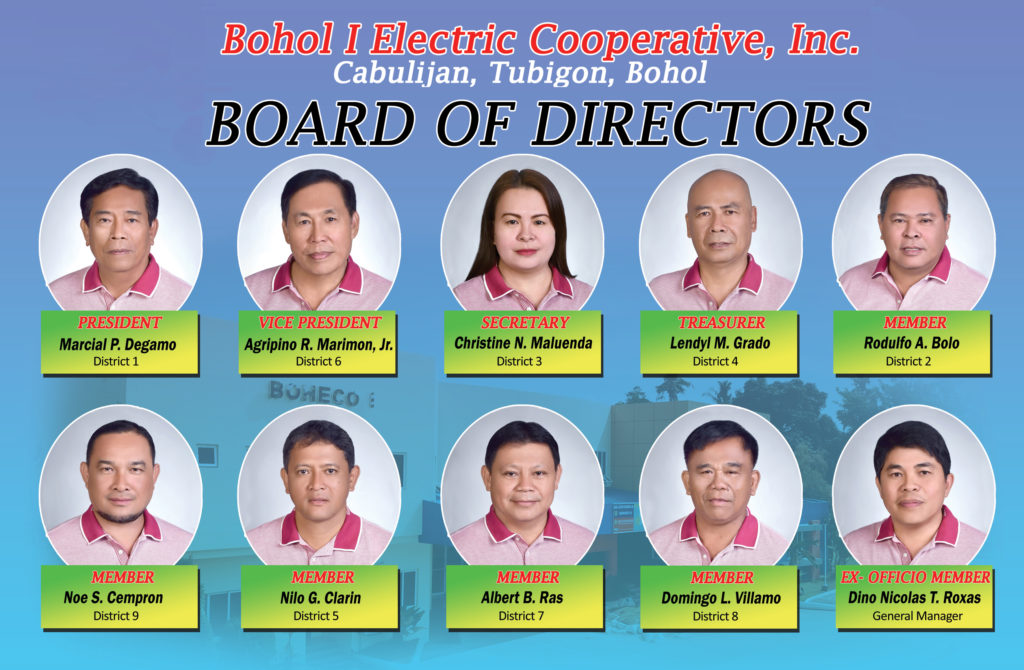 Bohol I Electric Cooperative, Inc.
Cabulijan, Tubigon, Bohol
BOARD OF DIRECTORS
PRESIDENT
Marcial P. Degamo
District 1
VICE PRESIDENT
Agripino R. Marimon, Jr.
District 6
SECRETARY
Christine N. Maluenda
District 3
TREASURER
Lendyl M. Grado
District 4
MEMBER
Rodulfo A. Bolo
District 2
BOHECO I
MEMBER
Noe S. Cempron
District 9
MEMBER
Nilo G. Clarin
District 5
MEMBER
Albert B. Ras
District 7
MEMBER
Domingo L. Villamo
District 8
EX- OFFICIO MEMBER
Dino Nicolas T. Roxas
General Manager